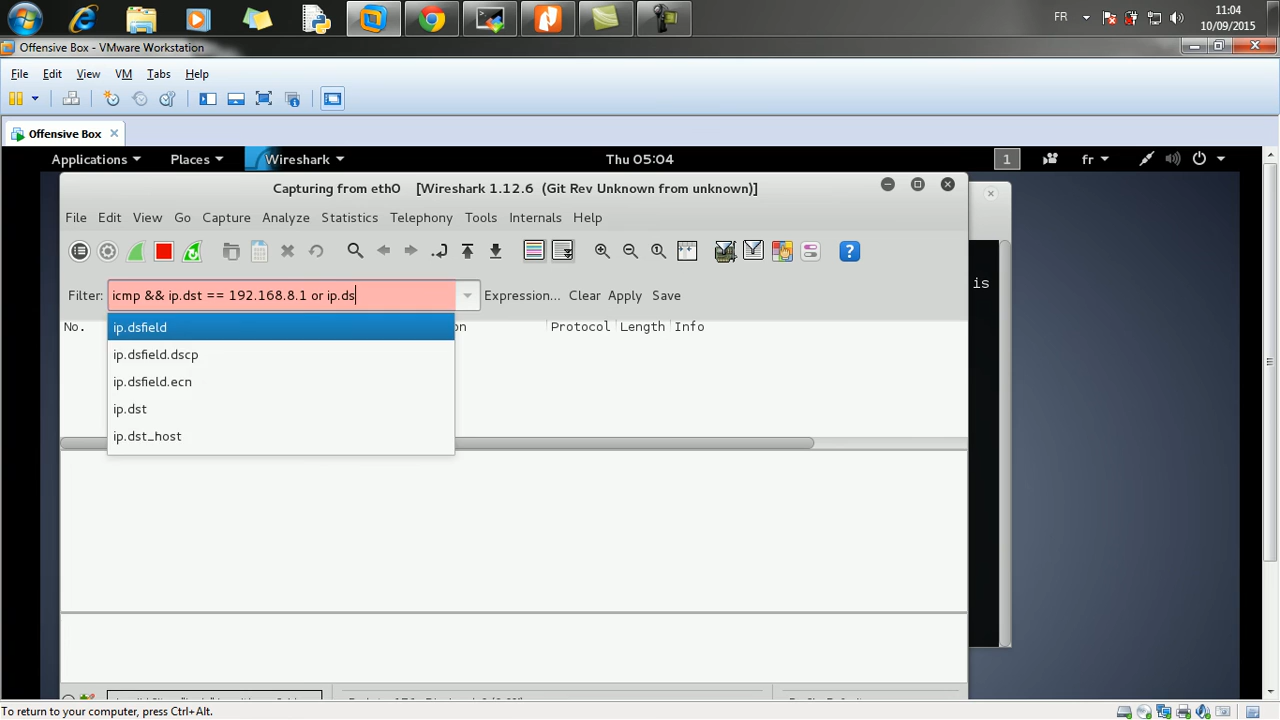 FR
11:04
10/09/2015
Offensive Box - VMware Workstation
File Edit View VM Tabs Help
Offensive Box
Applications Places Wireshark Thu 05:04 1 fr
Capturing from eth0 [Wireshark 1.12.6 (Git Rev Unknown from unknown)]
File Edit View Go Capture Analyze Statistics Telephony Tools Internals Help
is
Filter: icmp && ip.dst == 192.168.8.1 or ip.ds Expression... Clear Apply Save
No. Protocol Length Info
ip.dsfield
ip.dsfield.dscp
ip.dsfield.ecn
ip.dst
ip.dst_host
To return to your computer, press Ctrl+Alt.